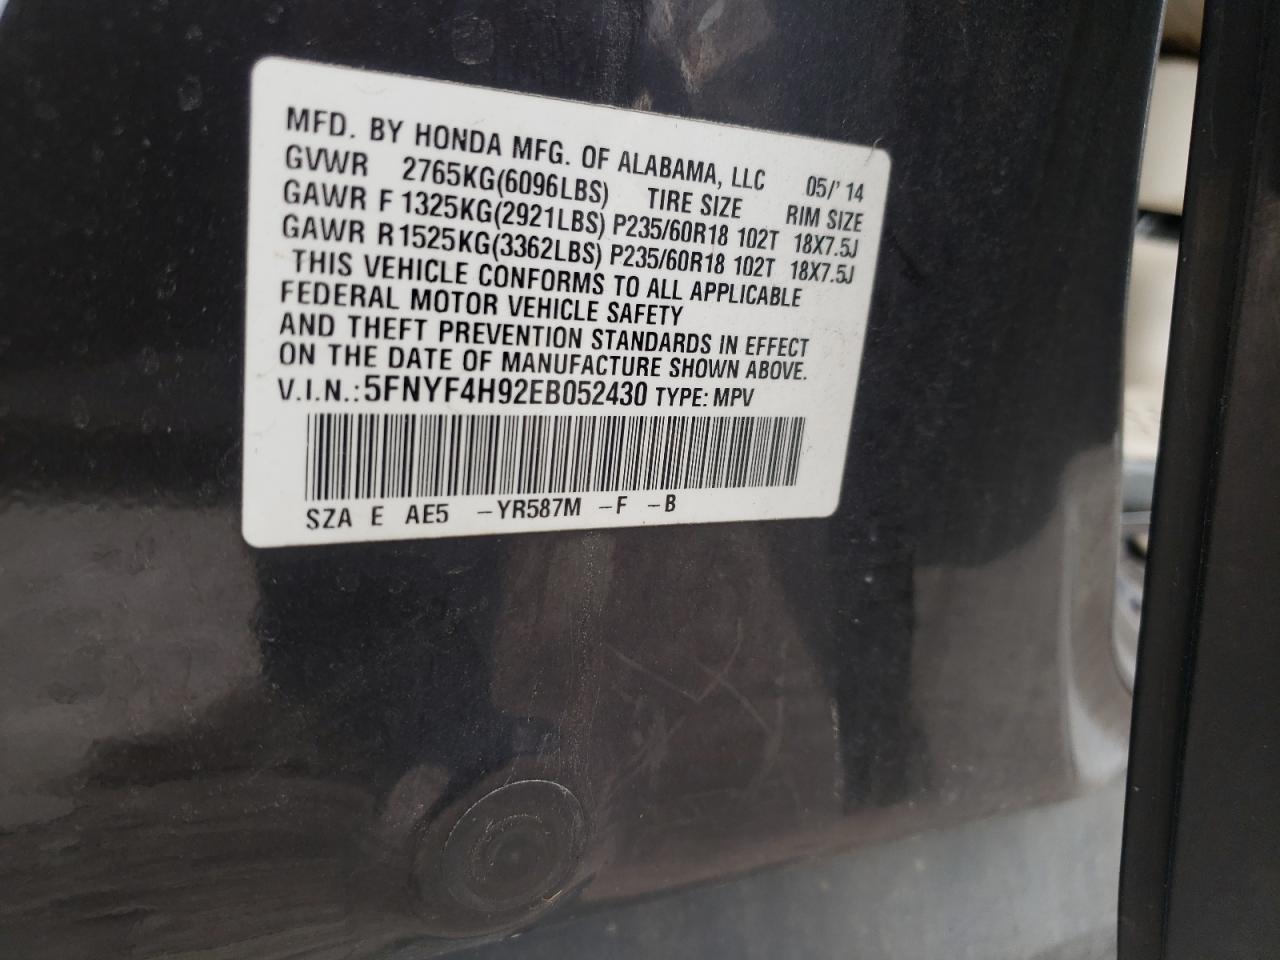 MFD. BY HONDA MFG. OF ALABAMA, LLC 05/'14
GVWR 2765KG(6096LBS) TIRE SIZE RIM SIZE
GAWR F 1325KG(2921LBS) P235/60R18 102T 18X7.5J
GAWR R 1525KG(3362LBS) P235/60R18 102T 18X7.5J
THIS VEHICLE CONFORMS TO ALL APPLICABLE
FEDERAL MOTOR VEHICLE SAFETY
AND THEFT PREVENTION STANDARDS IN EFFECT
ON THE DATE OF MANUFACTURE SHOWN ABOVE.
V.I.N.: 5FNYF4H92EB052430 TYPE: MPV
SZA E AE5 –YR587M –F –B